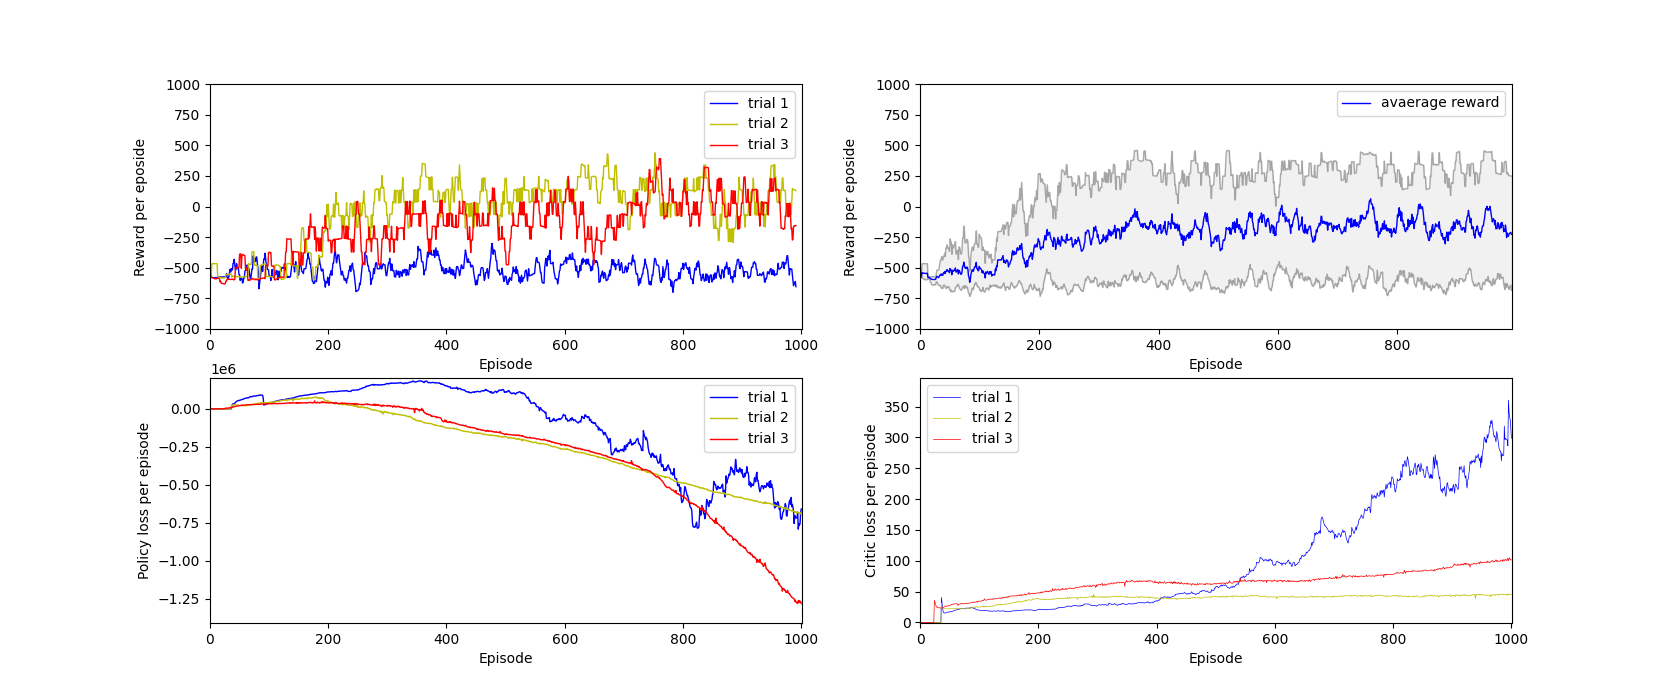 1000
750
500
250
0
−250
−500
−750
−1000
Reward per eposide
trial 1
trial 2
trial 3
0
200
400
600
800
1000
Episode
1000
750
500
250
0
−250
−500
−750
−1000
Reward per eposide
avaerage reward
0
200
400
600
800
Episode
1e6
0.00
−0.25
−0.50
−0.75
−1.00
−1.25
Policy loss per episode
trial 1
trial 2
trial 3
0
200
400
600
800
1000
Episode
350
300
250
200
150
100
50
0
Critic loss per episode
trial 1
trial 2
trial 3
0
200
400
600
800
1000
Episode